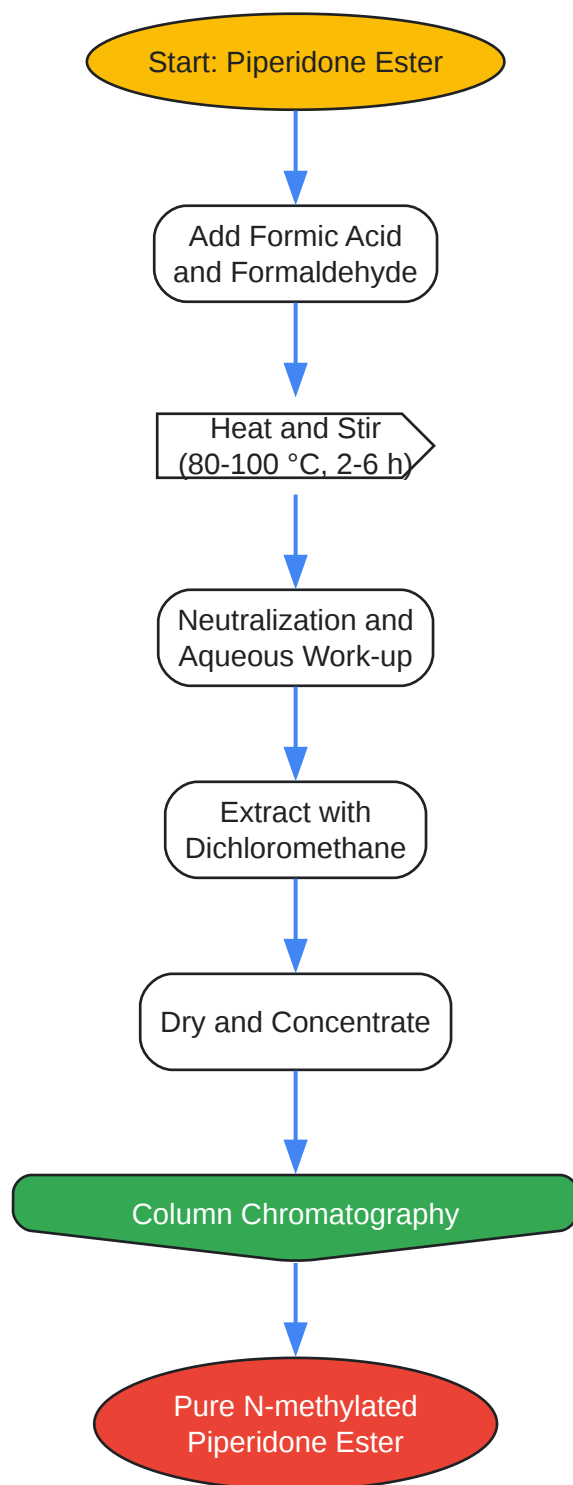 Start: Piperidone Ester
Add Formic Acid
and Formaldehyde
Heat and Stir
(80-100 °C, 2-6 h)
Neutralization and
Aqueous Work-up
Extract with
Dichloromethane
Dry and Concentrate
Column Chromatography
Pure N-methylated
Piperidone Ester